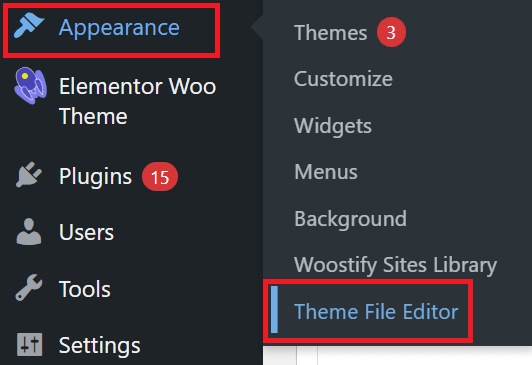 Appearance
Elementor Woo
Theme
Plugins 15
Users
Tools
Settings
Themes 3
Customize
Widgets
Menus
Background
Woostify Sites Library
Theme File Editor